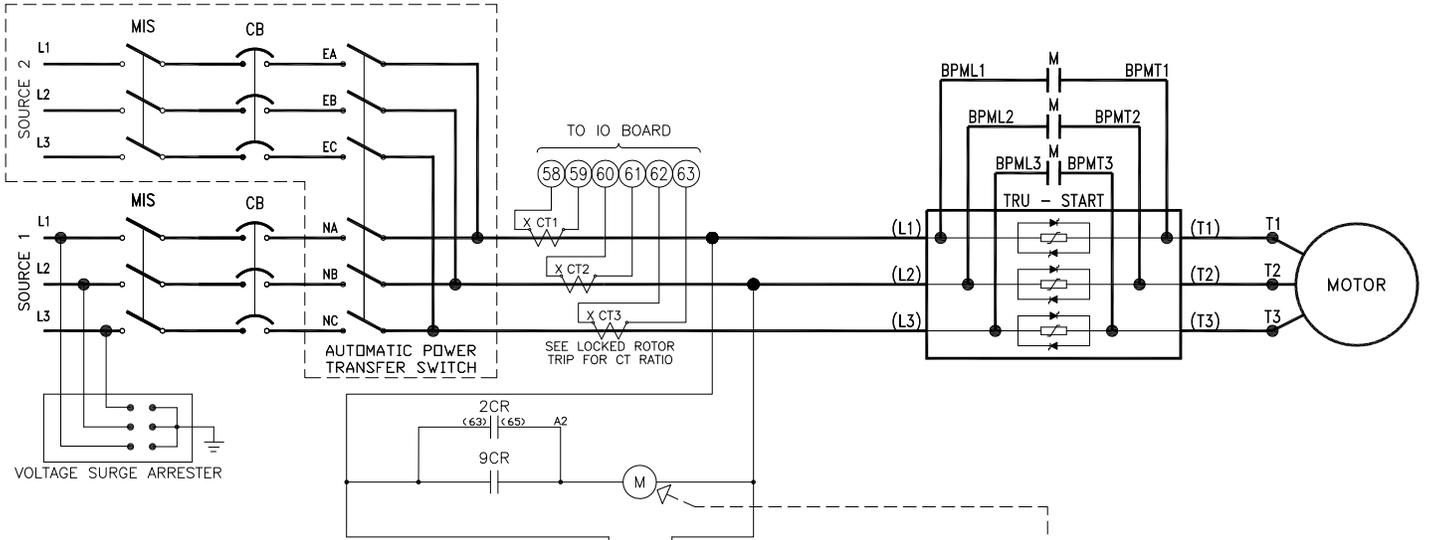 MIS
CB
L1
EA
SOURCE 2
L2
EB
L3
EC
MIS
CB
L1
NA
SOURCE 1
L2
NB
L3
NC
AUTOMATIC POWER
TRANSFER SWITCH
TO IO BOARD
58 59 60 61 62 63
X CT1
X CT2
X CT3
SEE LOCKED ROTOR
TRIP FOR CT RATIO
M
BPML1 BPMT1
M
BPML2 BPMT2
M
BPML3 BPMT3
TRU - START
(L1) (T1) T1
(L2) (T2) T2
(L3) (T3) T3
MOTOR
VOLTAGE SURGE ARRESTER
2CR
(63) (65) A2
9CR
M